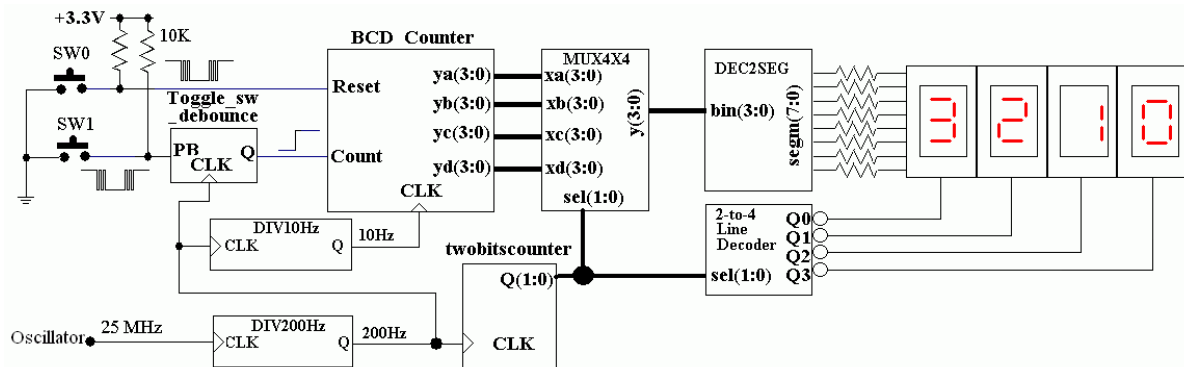 +3.3V
10K
SW0
SW1
Toggle_sw
_debounce
PB
Q
CLK
BCD Counter
Reset
Count
ya(3:0)
yb(3:0)
yc(3:0)
yd(3:0)
CLK
MUX4X4
xa(3:0)
xb(3:0)
xc(3:0)
xd(3:0)
y(3:0)
sel(1:0)
DEC2SEG
bin(3:0)
segm(7:0)
3 2 1 0
2-to-4
Line
Decoder
sel(1:0)
Q0
Q1
Q2
Q3
DIV10Hz
CLK
Q
10Hz
twobitscounter
Q(1:0)
CLK
Oscillator
25 MHz
DIV200Hz
CLK
Q
200Hz